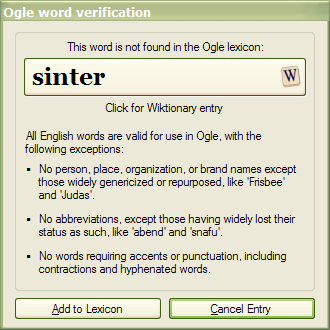 Ogle word verification
This word is not found in the Ogle lexicon:
sinter W
Click for Wiktionary entry
All English words are valid for use in Ogle, with the
following exceptions:
• No person, place, organization, or brand names except
those widely genericized or repurposed, like 'Frisbee'
and 'Judas'.
• No abbreviations, except those having widely lost their
status as such, like 'abend' and 'snafu'.
• No words requiring accents or punctuation, including
contractions and hyphenated words.
Add to Lexicon Cancel Entry